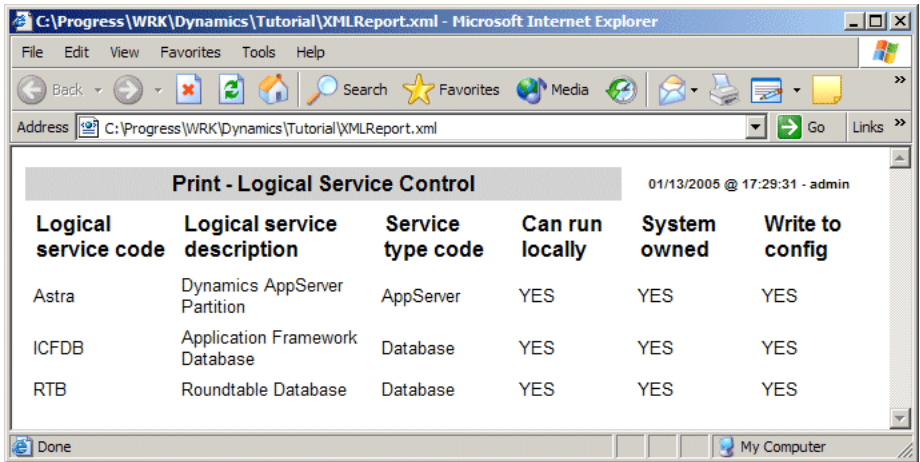 C:\Progress\WRK\Dynamics\Tutorial\XMLReport.xml - Microsoft Internet Explorer
File Edit View Favorites Tools Help
Back Search Favorites Media »
Address C:\Progress\WRK\Dynamics\Tutorial\XMLReport.xml Go Links »
Print - Logical Service Control 01/13/2005 @ 17:29:31 - admin
Logical Logical service Service Can run System Write to
service code description type code locally owned config
Astra Dynamics AppServer Partition AppServer YES YES YES
ICFDB Application Framework Database Database YES YES YES
RTB Roundtable Database Database YES YES YES
Done My Computer